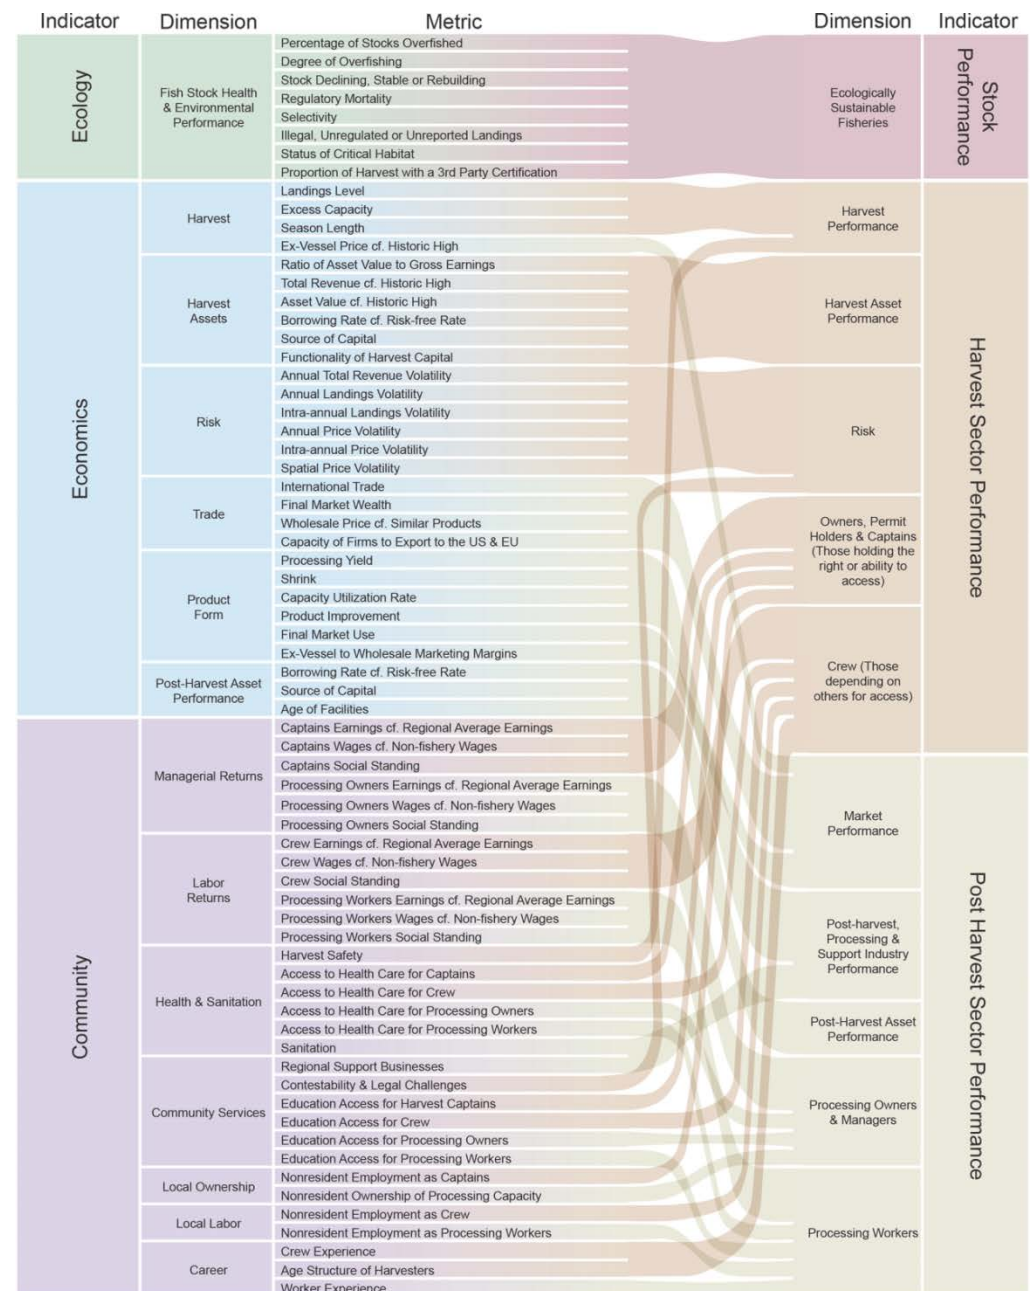 Indicator
Dimension
Metric
Dimension
Indicator
Ecology
Fish Stock Health
& Environmental
Performance
Percentage of Stocks Overfished
Degree of Overfishing
Stock Declining, Stable or Rebuilding
Regulatory Mortality
Selectivity
Illegal, Unregulated or Unreported Landings
Status of Critical Habitat
Proportion of Harvest with a 3rd Party Certification
Economics
Harvest
Landings Level
Excess Capacity
Season Length
Ex-Vessel Price cf. Historic High
Harvest
Assets
Ratio of Asset Value to Gross Earnings
Total Revenue cf. Historic High
Asset Value cf. Historic High
Borrowing Rate cf. Risk-free Rate
Source of Capital
Functionality of Harvest Capital
Risk
Annual Total Revenue Volatility
Annual Landings Volatility
Intra-annual Landings Volatility
Annual Price Volatility
Intra-annual Price Volatility
Spatial Price Volatility
Trade
International Trade
Final Market Wealth
Wholesale Price cf. Similar Products
Capacity of Firms to Export to the US & EU
Product
Form
Processing Yield
Shrink
Capacity Utilization Rate
Product Improvement
Final Market Use
Ex-Vessel to Wholesale Marketing Margins
Post-Harvest Asset
Performance
Borrowing Rate cf. Risk-free Rate
Source of Capital
Age of Facilities
Community
Managerial Returns
Captains Earnings cf. Regional Average Earnings
Captains Wages cf. Non-fishery Wages
Captains Social Standing
Processing Owners Earnings cf. Regional Average Earnings
Processing Owners Wages cf. Non-fishery Wages
Processing Owners Social Standing
Labor
Returns
Crew Earnings cf. Regional Average Earnings
Crew Wages cf. Non-fishery Wages
Crew Social Standing
Processing Workers Earnings cf. Regional Average Earnings
Processing Workers Wages cf. Non-fishery Wages
Processing Workers Social Standing
Health & Sanitation
Harvest Safety
Access to Health Care for Captains
Access to Health Care for Crew
Access to Health Care for Processing Owners
Access to Health Care for Processing Workers
Sanitation
Community Services
Regional Support Businesses
Contestability & Legal Challenges
Education Access for Harvest Captains
Education Access for Crew
Education Access for Processing Owners
Education Access for Processing Workers
Local Ownership
Nonresident Employment as Captains
Nonresident Ownership of Processing Capacity
Local Labor
Nonresident Employment as Crew
Nonresident Employment as Processing Workers
Career
Crew Experience
Age Structure of Harvesters
Worker Experience
Ecologically
Sustainable
Fisheries
Stock
Performance
Harvest
Performance
Harvest Asset
Performance
Risk
Owners, Permit
Holders & Captains
(Those holding the
right or ability to
access)
Crew (Those
depending on
others for access)
Harvest Sector Performance
Market
Performance
Post-harvest,
Processing &
Support Industry
Performance
Post-Harvest Asset
Performance
Processing Owners
& Managers
Processing Workers
Post Harvest Sector Performance